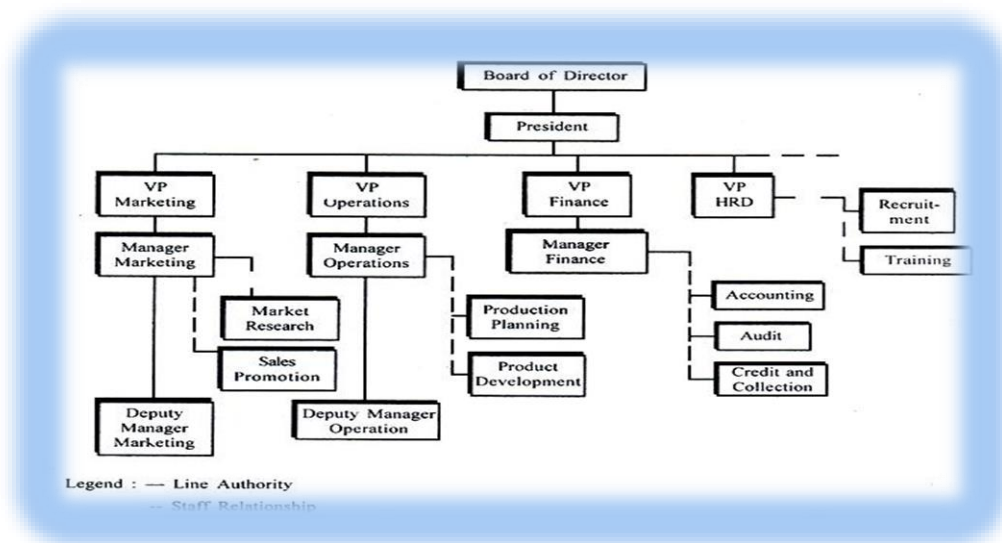 Board of Director
President
VP
Marketing
VP
Operations
VP
Finance
VP
HRD
Recruit-
ment
Training
Manager
Marketing
Manager
Operations
Manager
Finance
Market
Research
Sales
Promotion
Production
Planning
Product
Development
Accounting
Audit
Credit and
Collection
Deputy
Manager
Marketing
Deputy Manager
Operation
Legend : — Line Authority
-- Staff Relationship